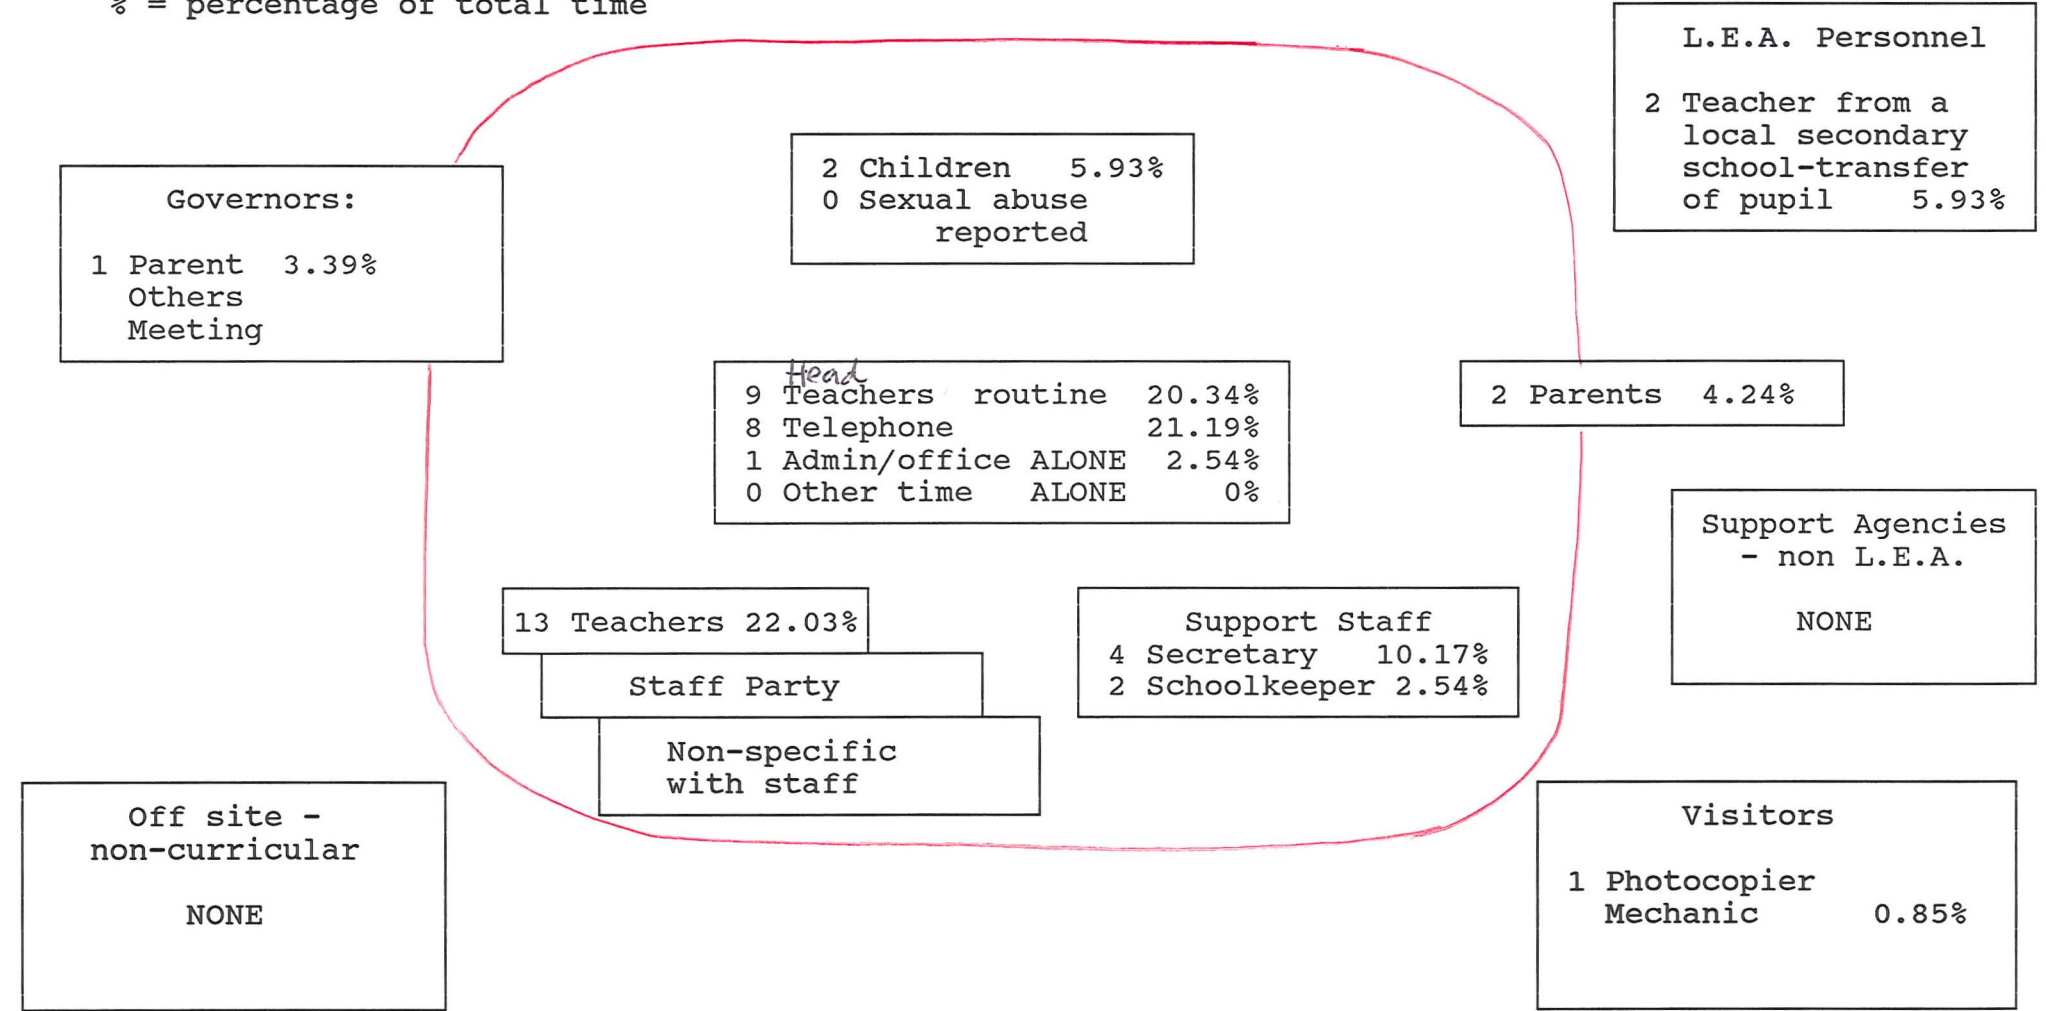 % = percentage of total time
L.E.A. Personnel
2 Teacher from a
local secondary
school-transfer
of pupil 5.93%
2 Children 5.93%
0 Sexual abuse
reported
Governors:
1 Parent 3.39%
Others
Meeting
Head
9 Teachers routine 20.34%
8 Telephone 21.19%
1 Admin/office ALONE 2.54%
0 Other time ALONE 0%
2 Parents 4.24%
Support Agencies
- non L.E.A.
NONE
13 Teachers 22.03%
Staff Party
Non-specific
with staff
Support Staff
4 Secretary 10.17%
2 Schoolkeeper 2.54%
Off site -
non-curricular
NONE
Visitors
1 Photocopier
Mechanic 0.85%